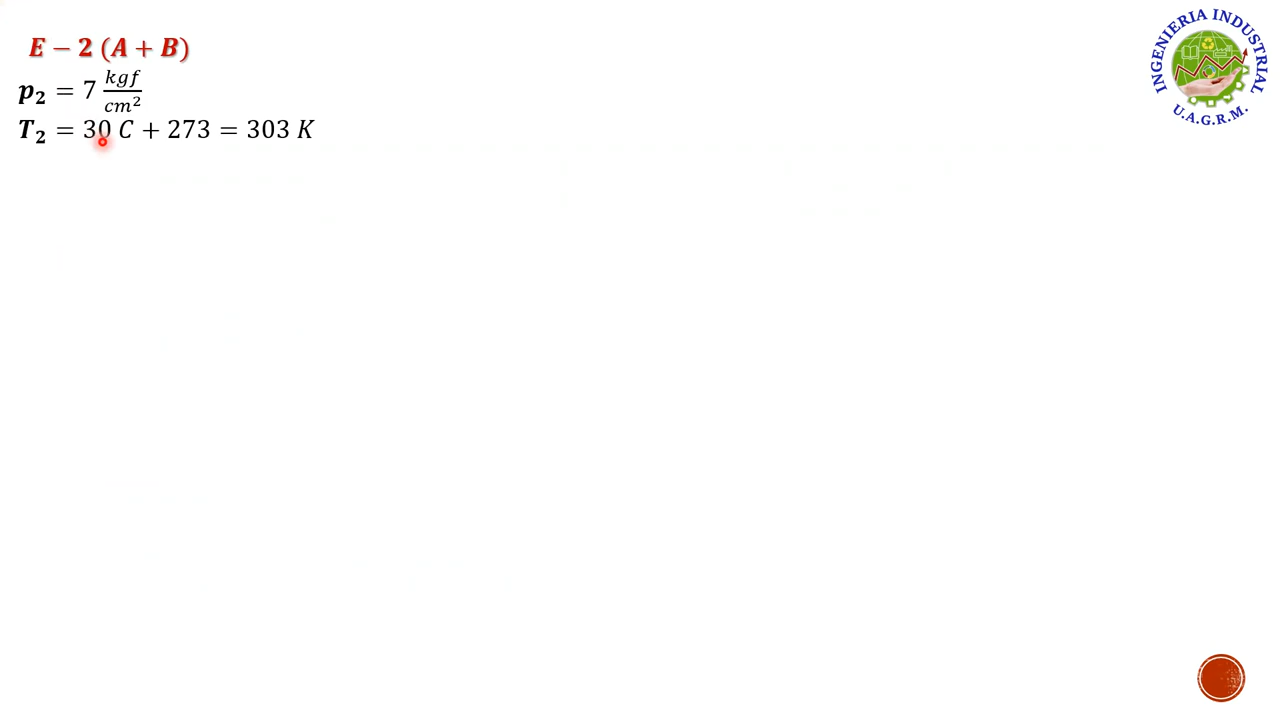 E − 2 (A + B)
p₂ = 7 kgf/cm²
T₂ = 30 C + 273 = 303 K
INGENIERIA INDUSTRIAL
U.A.G.R.M.